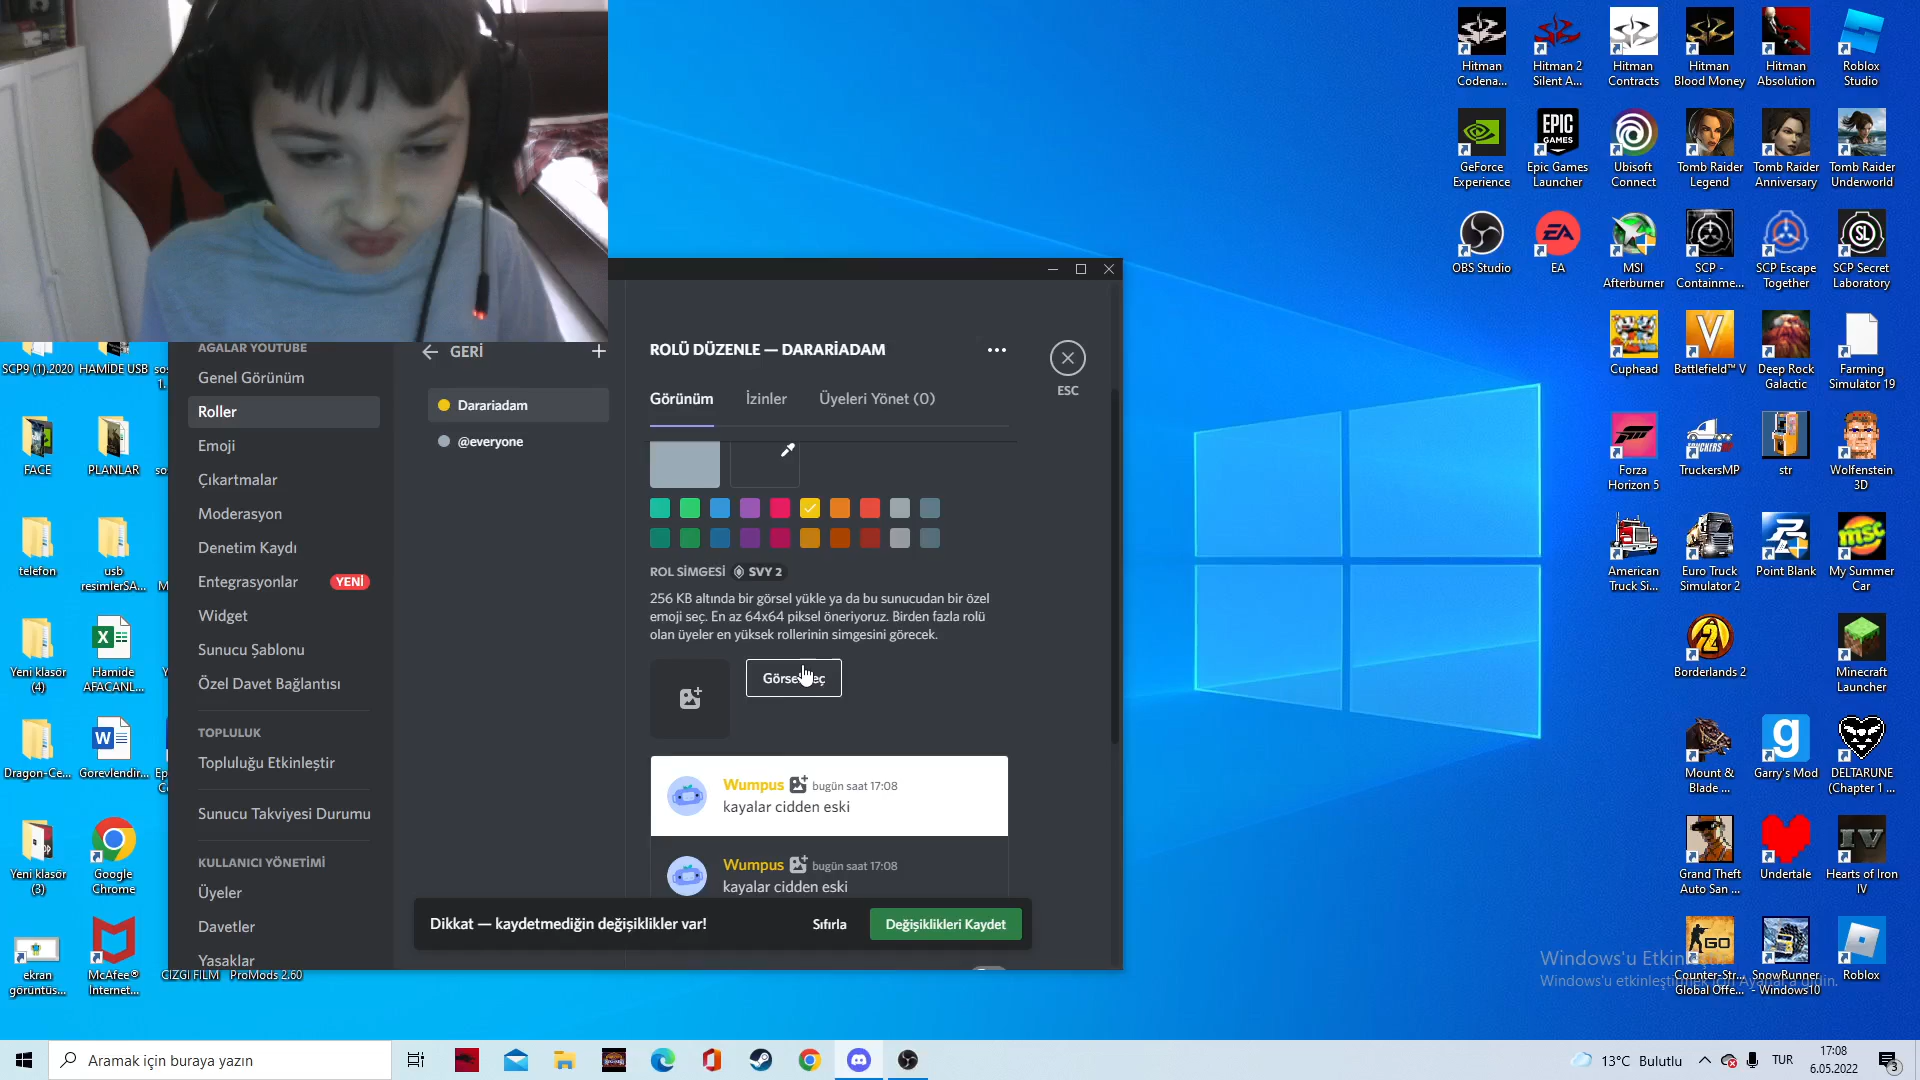 Hitman Codena...
Hitman 2 Silent A...
Hitman Contracts
Hitman Blood Money
Hitman Absolution
Roblox Studio
GeForce Experience
Epic Games Launcher
Ubisoft Connect
Tomb Raider Legend
Tomb Raider Anniversary
Tomb Raider Underworld
OBS Studio
EA
MSI Afterburner
SCP - Containme...
SCP Escape Together
SCP Secret Laboratory
Cuphead
Battlefield™ V
Deep Rock Galactic
Farming Simulator 19
Forza Horizon 5
TruckersMP
str
Wolfenstein 3D
American Truck Si...
Euro Truck Simulator 2
Point Blank
My Summer Car
Borderlands 2
Minecraft Launcher
Mount & Blade ...
Garry's Mod
DELTARUNE (Chapter 1 ...
Grand Theft Auto San ...
Undertale
Hearts of Iron IV
Counter-Str... Global Offe...
SnowRunner - Windows10
Roblox
SCP9 (1).2020
HAMİDE USB
FACE
PLANLAR
telefon
usb resimlerSA...
Yeni klasör (4)
Hamide AFACANL...
Dragon-Ce...
Gorevlendir...
Yeni klasör (3)
Google Chrome
ekran görüntüs...
McAfee® İnternet...
CIZGI FILM
ProMods 2.60
AGALAR YOUTUBE
Genel Görünüm
Roller
Emoji
Çıkartmalar
Moderasyon
Denetim Kaydı
Entegrasyonlar YENİ
Widget
Sunucu Şablonu
Özel Davet Bağlantısı
TOPLULUK
Topluluğu Etkinleştir
Sunucu Takviyesi Durumu
KULLANICI YÖNETİMİ
Üyeler
Davetler
Yasaklar
GERİ
Darariadam
@everyone
ROLÜ DÜZENLE — DARARİADAM
ESC
Görünüm İzinler Üyeleri Yönet (0)
ROL SİMGESİ SVY 2
256 KB altında bir görsel yükle ya da bu sunucudan bir özel
emoji seç. En az 64x64 piksel öneriyoruz. Birden fazla rolü
olan üyeler en yüksek rollerinin simgesini görecek.
Wumpus bugün saat 17:08
kayalar cidden eski
Wumpus bugün saat 17:08
kayalar cidden eski
Dikkat — kaydetmediğin değişiklikler var! Sıfırla Değişiklikleri Kaydet
Aramak için buraya yazın
13°C Bulutlu
TUR
17:08
6.05.2022
3